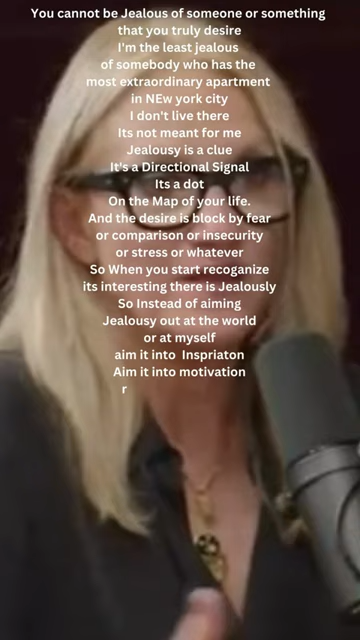 You cannot be Jealous of someone or something
that you truly desire
I'm the least jealous
of somebody who has the
most extraordinary apartment
in NEw york city
I don't live there
Its not meant for me
Jealousy is a clue
It's a Directional Signal
Its a dot
On the Map of your life.
And the desire is block by fear
or comparison or insecurity
or stress or whatever
So When you start recoganize
its interesting there is Jealously
So Instead of aiming
Jealousy out at the world
or at myself
aim it into Inspriaton
Aim it into motivation
r